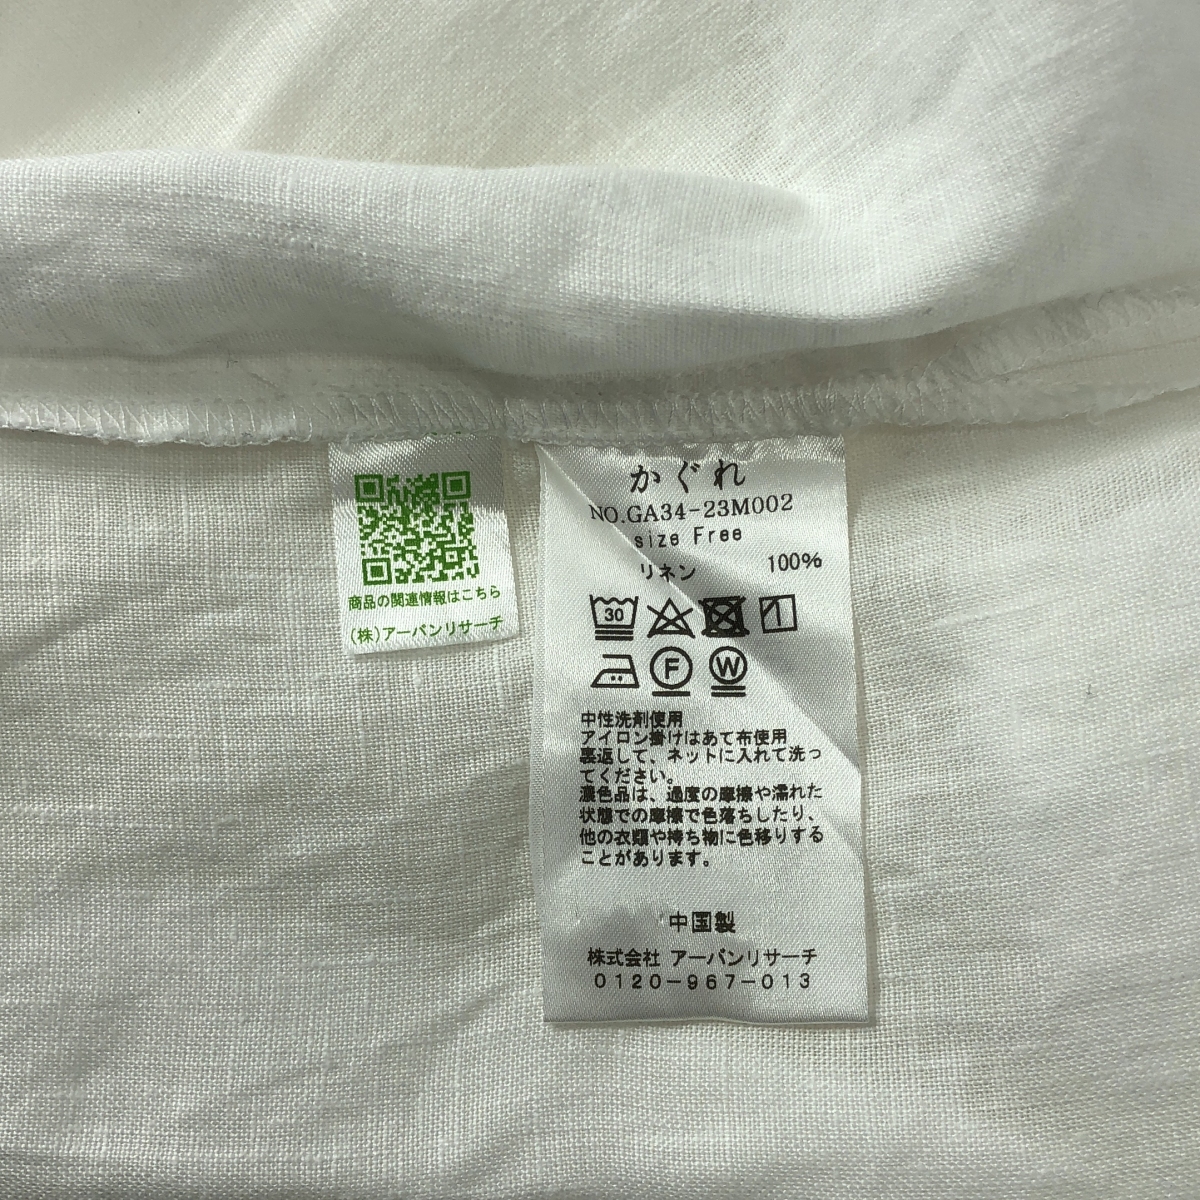 商品の関連情報はこちら
(株)アーバンリサーチ
かぐれ
NO.GA34-23M002
size Free
リネン 100%
30
F W
中性洗剤使用
アイロン掛けはあて布使用
裏返して、ネットに入れて洗っ
てください。
濃色品は、過度の摩擦や濡れた
状態での摩擦で色落ちしたり、
他の衣類や持ち物に色移りする
ことがあります。
中国製
株式会社 アーバンリサーチ
0120-967-013